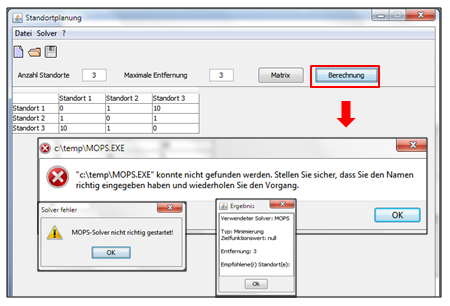 Standortplanung
Datei Solver ?
Anzahl Standorte 3 Maximale Entfernung 3 Matrix Berechnung
Standort 1 Standort 2 Standort 3
Standort 1 0 1 10
Standort 2 1 0 1
Standort 3 10 1 0
c:\temp\MOPS.EXE
"c:\temp\MOPS.EXE" konnte nicht gefunden werden. Stellen Sie sicher, dass Sie den Namen
richtig eingegeben haben und wiederholen Sie den Vorgang.
OK
Solver fehler
MOPS-Solver nicht richtig gestartet!
OK
Ergebnis
Verwendeter Solver: MOPS
Typ: Minimierung
Zielfunktionswert: null
Entfernung: 3
Empfohlene(r) Standort(e):
Ok